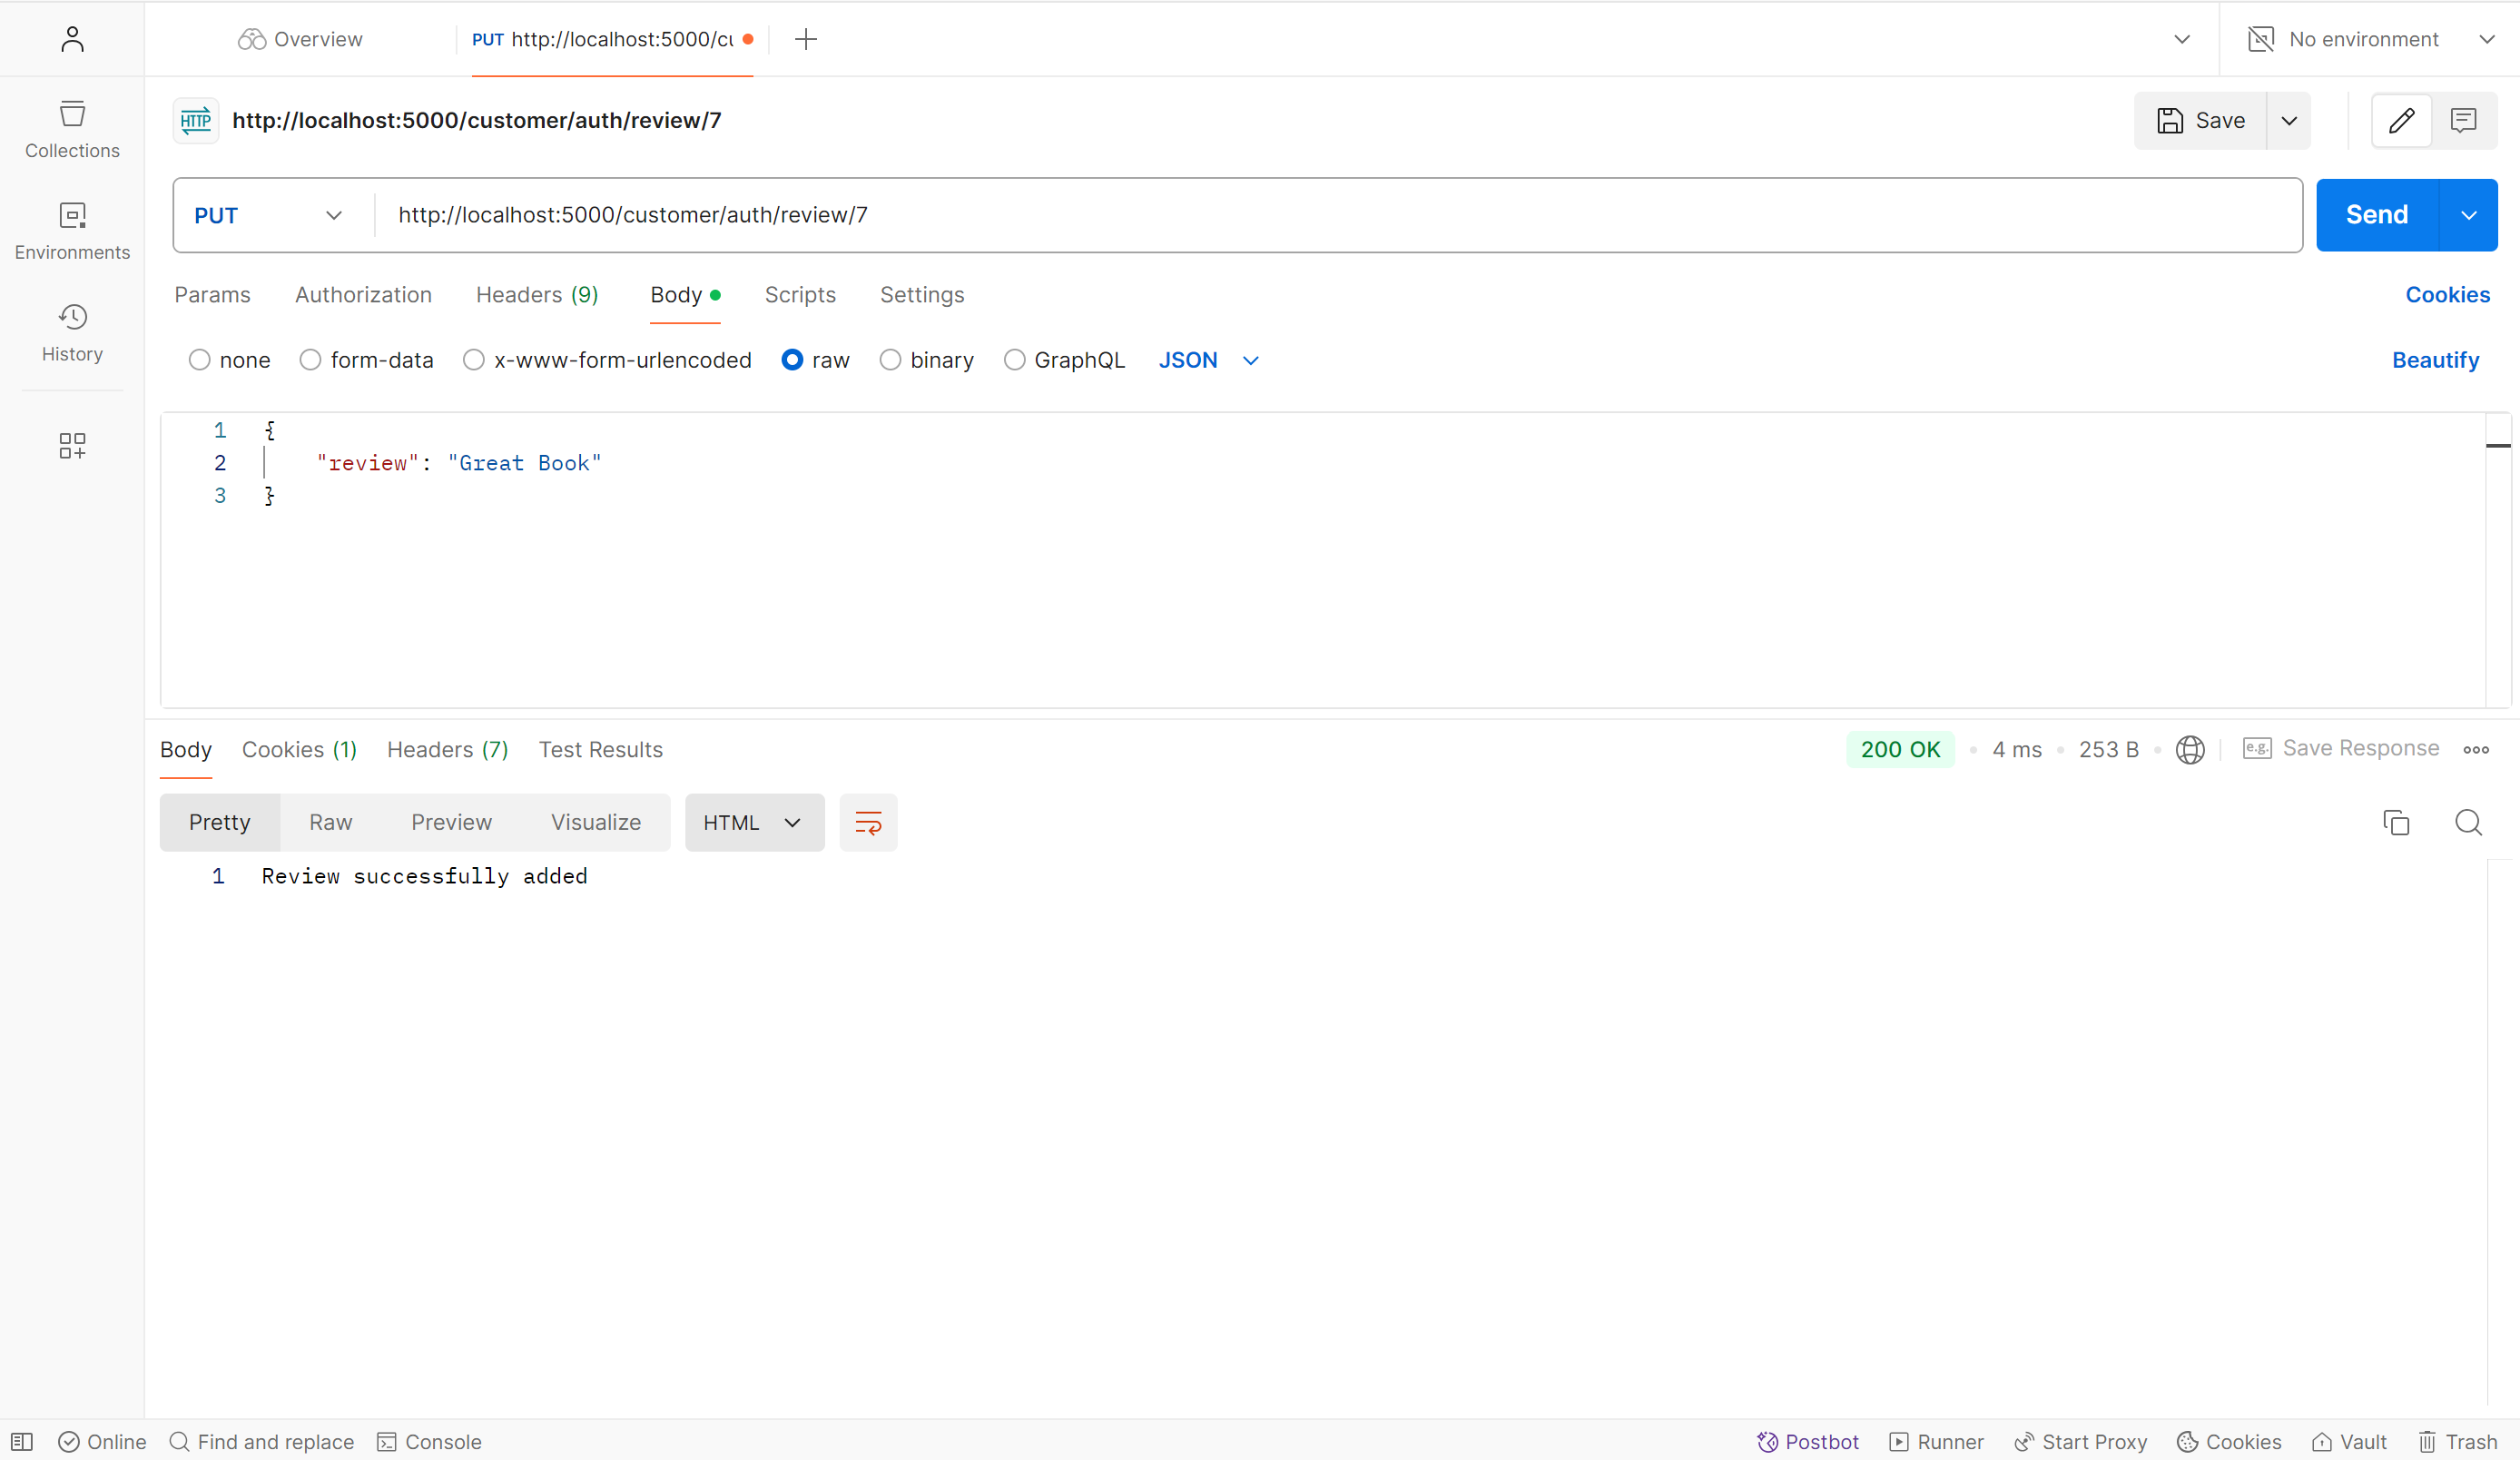 Overview
PUT http://localhost:5000/cu
No environment
HTTP http://localhost:5000/customer/auth/review/7
Save
Collections
Environments
History
PUT http://localhost:5000/customer/auth/review/7
Send
Params Authorization Headers (9) Body Scripts Settings
Cookies
none form-data x-www-form-urlencoded raw binary GraphQL JSON
Beautify
1 {
2 "review": "Great Book"
3 }
Body Cookies (1) Headers (7) Test Results
200 OK 4 ms 253 B e.g. Save Response
Pretty Raw Preview Visualize HTML
1 Review successfully added
Online Find and replace Console
Postbot Runner Start Proxy Cookies Vault Trash